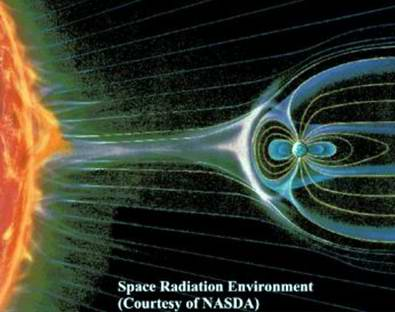 Space Radiation Environment
(Courtesy of NASDA)